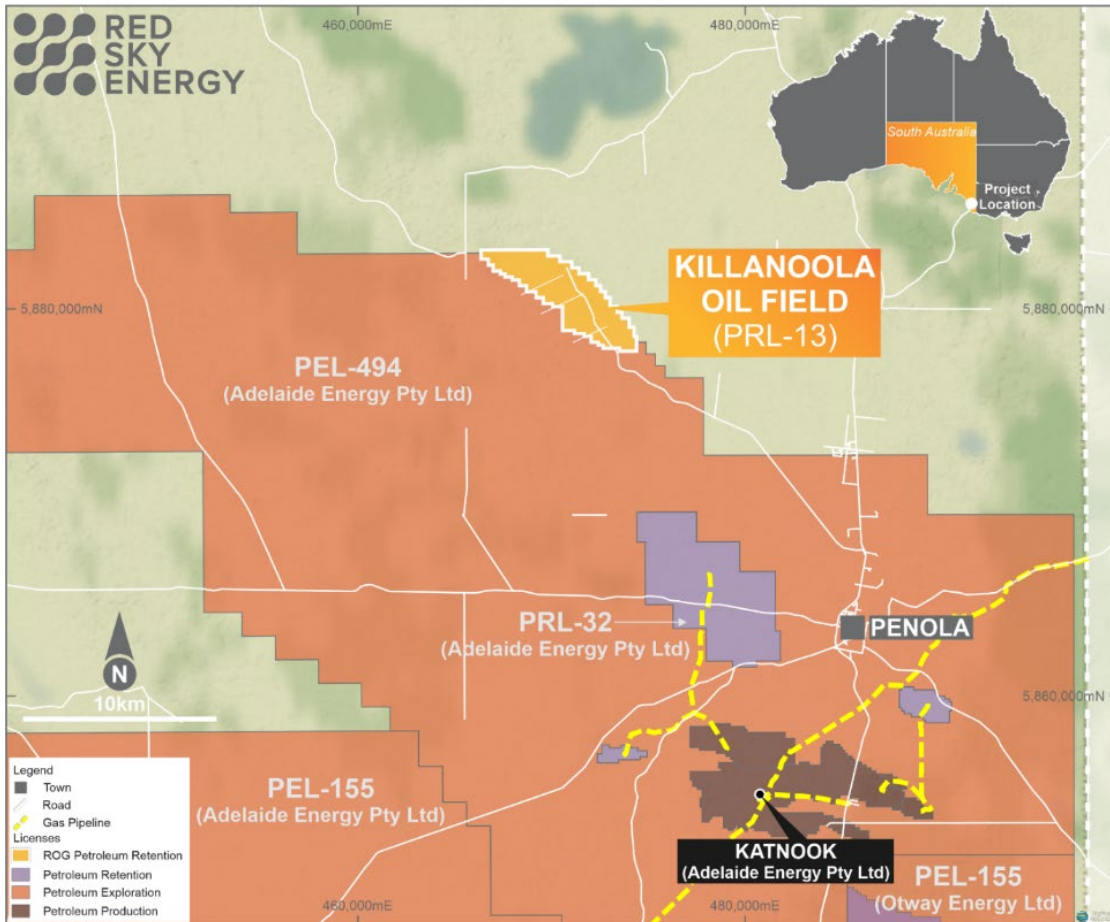 460,000mE
480,000mE
RED
SKY
ENERGY
South Australia
Project
Location
KILLANOOLA
OIL FIELD
(PRL-13)
5,880,000mN
5,880,000mN
PEL-494
(Adelaide Energy Pty Ltd)
PRL-32
(Adelaide Energy Pty Ltd)
PENOLA
N
10km
5,860,000mN
Legend
Town
Road
Gas Pipeline
Licenses
ROG Petroleum Retention
Petroleum Retention
Petroleum Exploration
Petroleum Production
PEL-155
(Adelaide Energy Pty Ltd)
KATNOOK
(Adelaide Energy Pty Ltd)
PEL-155
(Otway Energy Pty Ltd)
460,000mE
480,000mE